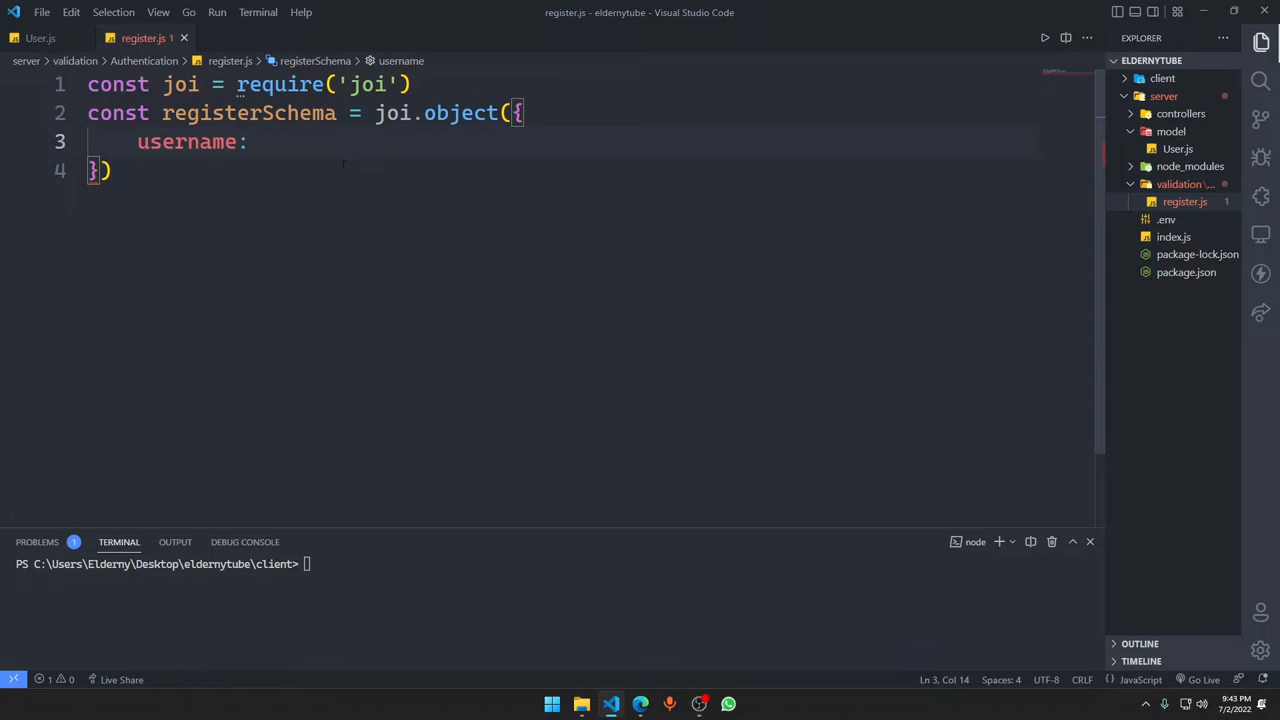 File Edit Selection View Go Run Terminal Help
register.js - eldernytube - Visual Studio Code
User.js
register.js 1
server > validation > Authentication > register.js > registerSchema > username
1 const joi = require('joi')
2 const registerSchema = joi.object({
3 username:
4 })
EXPLORER
ELDERNYTUBE
client
server
controllers
model
User.js
node_modules
validation \...
register.js 1
.env
index.js
package-lock.json
package.json
OUTLINE
TIMELINE
PROBLEMS 1 TERMINAL OUTPUT DEBUG CONSOLE
node
PS C:\Users\Elderny\Desktop\eldernytube\client>
1 0 Live Share
Ln 3, Col 14 Spaces: 4 UTF-8 CRLF { } JavaScript Go Live
9:43 PM
7/2/2022